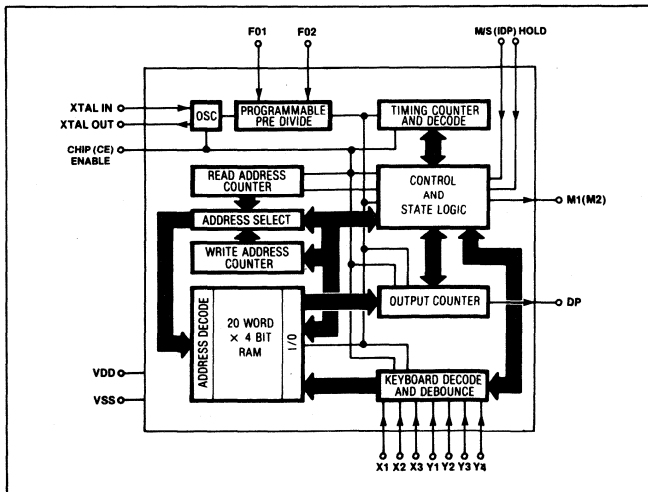 F01
F02
M/S (IDP) HOLD
XTAL IN
XTAL OUT
OSC
PROGRAMMABLE
PRE DIVIDE
TIMING COUNTER
AND DECODE
CHIP (CE)
ENABLE
READ ADDRESS
COUNTER
CONTROL
AND
STATE LOGIC
M1(M2)
ADDRESS SELECT
WRITE ADDRESS
COUNTER
ADDRESS DECODE
20 WORD
× 4 BIT
RAM
I/O
OUTPUT COUNTER
DP
VDD
VSS
KEYBOARD DECODE
AND DEBOUNCE
X1 X2 X3 Y1 Y2 Y3 Y4